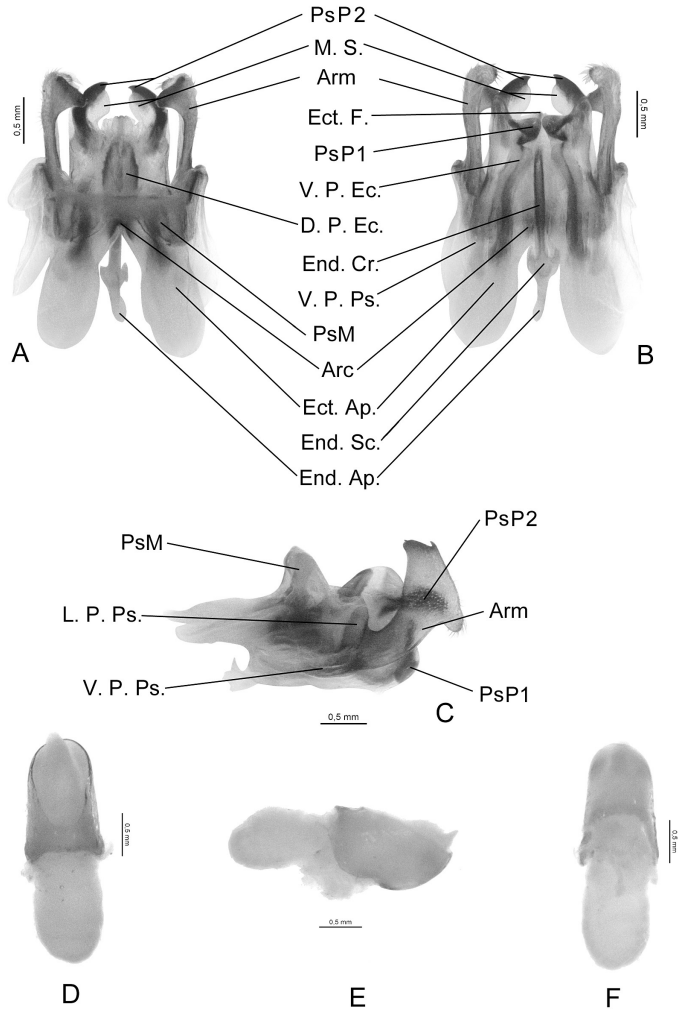 PsP2
M. S.
Arm
Ect. F.
PsP1
V. P. Ec.
D. P. Ec.
End. Cr.
V. P. Ps.
PsM
Arc
Ect. Ap.
End. Sc.
End. Ap.
0,5 mm
0,5 mm
A
B
PsM
L. P. Ps.
V. P. Ps.
PsP2
Arm
PsP1
C
0,5 mm
0,5 mm
0,5 mm
0,5 mm
D
E
F